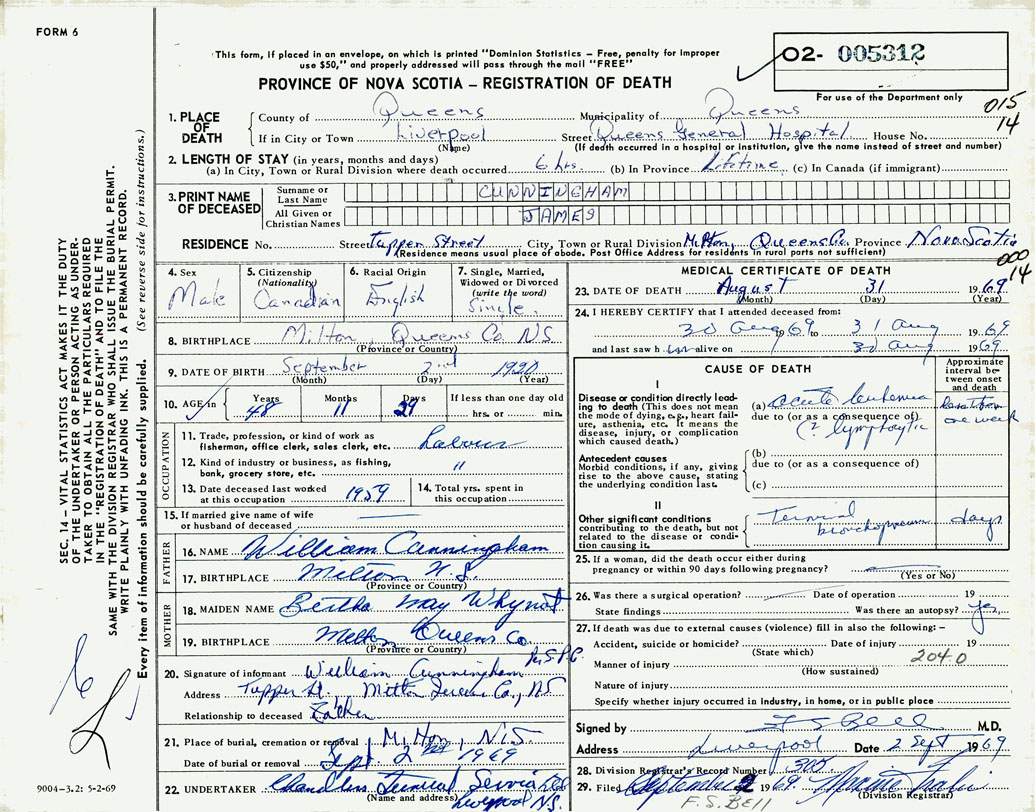 FORM 6
This form, if placed in an envelope, on which is printed "Dominion Statistics – Free, penalty for improper
use $50," and properly addressed will pass through the mail "FREE"
PROVINCE OF NOVA SCOTIA – REGISTRATION OF DEATH
02- 005312
For use of the Department only
015
14
1. PLACE OF DEATH
County of Queens Municipality of Queens
If in City or Town Liverpool Street Queens General Hospital House No.
(Name) (If death occurred in a hospital or institution, give the name instead of street and number)
2. LENGTH OF STAY (in years, months and days)
(a) In City, Town or Rural Division where death occurred 6 hrs. (b) In Province Lifetime (c) In Canada (if immigrant)
3. PRINT NAME OF DECEASED
Surname or Last Name CUNNINGHAM
All Given or Christian Names JAMES
RESIDENCE No. Street Tupper Street City, Town or Rural Division Milton, Queens Co. Province Nova Scotia
(Residence means usual place of abode. Post Office Address for residents in rural parts not sufficient)
000
14
4. Sex Male
5. Citizenship (Nationality) Canadian
6. Racial Origin English
7. Single, Married, Widowed or Divorced (write the word) Single
8. BIRTHPLACE Milton, Queens Co. N.S.
(Province or Country)
9. DATE OF BIRTH September 2nd 1920
(Month) (Day) (Year)
10. AGE in Years 48 Months 11 Days 29 If less than one day old hrs. or min.
OCCUPATION
11. Trade, profession, or kind of work as fisherman, office clerk, sales clerk, etc. Labour
12. Kind of industry or business, as fishing, bank, grocery store, etc. "
13. Date deceased last worked at this occupation 1959
14. Total yrs. spent in this occupation
15. If married give name of wife or husband of deceased
FATHER
16. NAME William Cunningham
17. BIRTHPLACE Milton N.S.
(Province or Country)
MOTHER
18. MAIDEN NAME Bertha May Whynot
19. BIRTHPLACE Milton Queens Co.
(Province or Country)
20. Signature of informant William Cunningham
Address Tupper St., Milton Queens Co., N.S.
Relationship to deceased Father
21. Place of burial, cremation or removal Milton, N.S.
Date of burial or removal Sept. 2 1969
22. UNDERTAKER Chandlers Funeral Service
(Name and address) Liverpool N.S.
MEDICAL CERTIFICATE OF DEATH
23. DATE OF DEATH August 31 1969
(Month) (Day) (Year)
24. I HEREBY CERTIFY that I attended deceased from:
30 Aug 1969 to 31 Aug 1969
and last saw him alive on Aug 1969
CAUSE OF DEATH
Approximate interval between onset and death
I
Disease or condition directly leading to death (This does not mean the mode of dying, e.g., heart failure, asthenia, etc. It means the disease, injury, or complication which caused death.)
(a) acute leukemia
due to (or as a consequence of)
(? lymphocytic
less than one week
Antecedent causes
Morbid conditions, if any, giving rise to the above cause, stating the underlying condition last.
(b)
due to (or as a consequence of)
(c)
II
Other significant conditions contributing to the death, but not related to the disease or condition causing it.
Terminal bronchopneumonia days
25. If a woman, did the death occur either during pregnancy or within 90 days following pregnancy?
(Yes or No)
26. Was there a surgical operation? Date of operation 19
State findings Was there an autopsy? yes
27. If death was due to external causes (violence) fill in also the following: –
Accident, suicide or homicide? Date of injury 19
(State which)
2040
Manner of injury
(How sustained)
Nature of injury
Specify whether injury occurred in industry, in home, or in public place
Signed by F S Bell M.D.
Address Liverpool Date 2 Sept 1969
28. Division Registrar's Record Number 305
29. Filed September 2 1969
(Division Registrar)
F.S. BELL
SEC. 14 – VITAL STATISTICS ACT MAKES IT THE DUTY
OF THE UNDERTAKER OR PERSON ACTING AS UNDER-
TAKER TO OBTAIN ALL THE PARTICULARS REQUIRED
IN THE "REGISTRATION OF DEATH" AND TO FILE THE
SAME WITH THE DIVISION REGISTRAR WHO SHALL ISSUE THE BURIAL PERMIT.
WRITE PLAINLY WITH UNFADING INK. THIS IS A PERMANENT RECORD.
Every item of information should be carefully supplied. (See reverse side for instructions.)
9004-3.2: 5-2-69